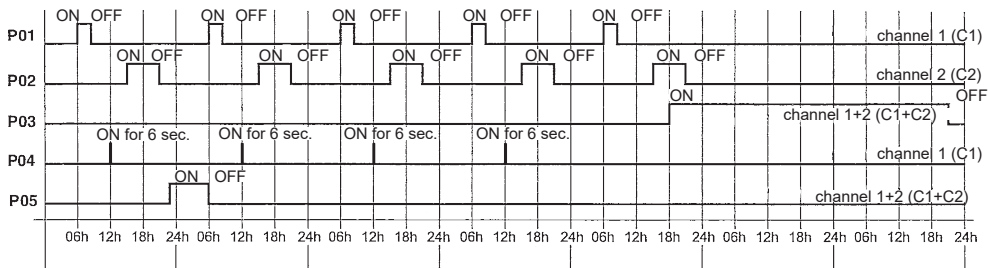 ON OFF ON OFF ON OFF ON OFF ON OFF
P01 channel 1 (C1)
ON OFF ON OFF ON OFF ON OFF ON OFF
P02 channel 2 (C2)
ON OFF
P03 channel 1+2 (C1+C2)
ON for 6 sec. ON for 6 sec. ON for 6 sec. ON for 6 sec.
P04 channel 1 (C1)
ON OFF
P05 channel 1+2 (C1+C2)
06h 12h 18h 24h 06h 12h 18h 24h 06h 12h 18h 24h 06h 12h 18h 24h 06h 12h 18h 24h 06h 12h 18h 24h 06h 12h 18h 24h